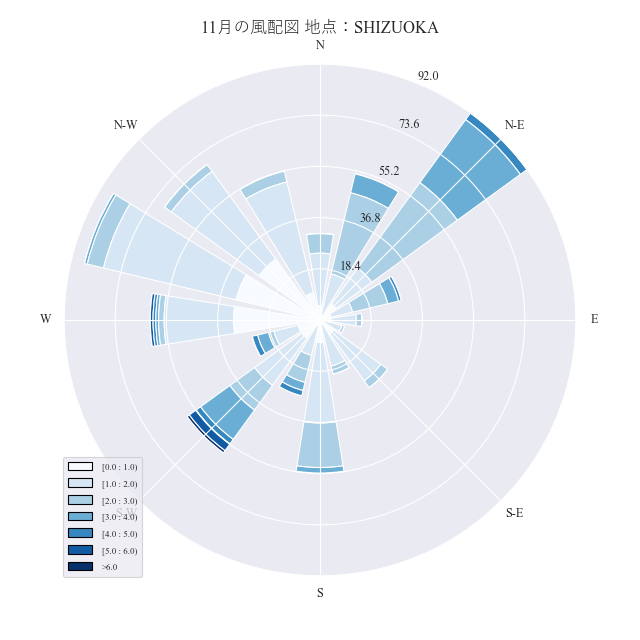 11月の風配図 地点：SHIZUOKA
N
92.0
73.6
N-W
N-E
55.2
36.8
18.4
W
E
[0.0 : 1.0)
[1.0 : 2.0)
[2.0 : 3.0)
S-W
[3.0 : 4.0)
S-E
[4.0 : 5.0)
[5.0 : 6.0)
>6.0
S